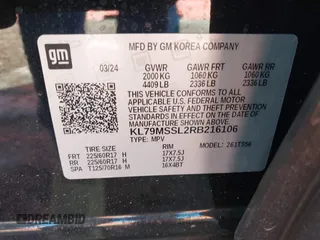 gm
MFD BY GM KOREA COMPANY
03/24 GVWR GAWR FRT GAWR RR
2000 KG 1060 KG 1060 KG
4409 LB 2336 LB 2336 LB
THIS VEHICLE CONFORMS TO ALL APPLICABLE
U.S. FEDERAL MOTOR VEHICLE SAFETY AND
THEFT PREVENTION STANDARDS IN
EFFECT ON THE DATE OF
MANUFACTURE SHOWN ABOVE.
KL79MSSL2RB216106
TYPE: MPV
MODEL: 261TS56
TIRE SIZE RIM
FRT 225/60R17 H 17X7.5J
RR 225/60R17 H 17X7.5J
SPA T125/70R16 M 16X4BT
AUTOBIDMD